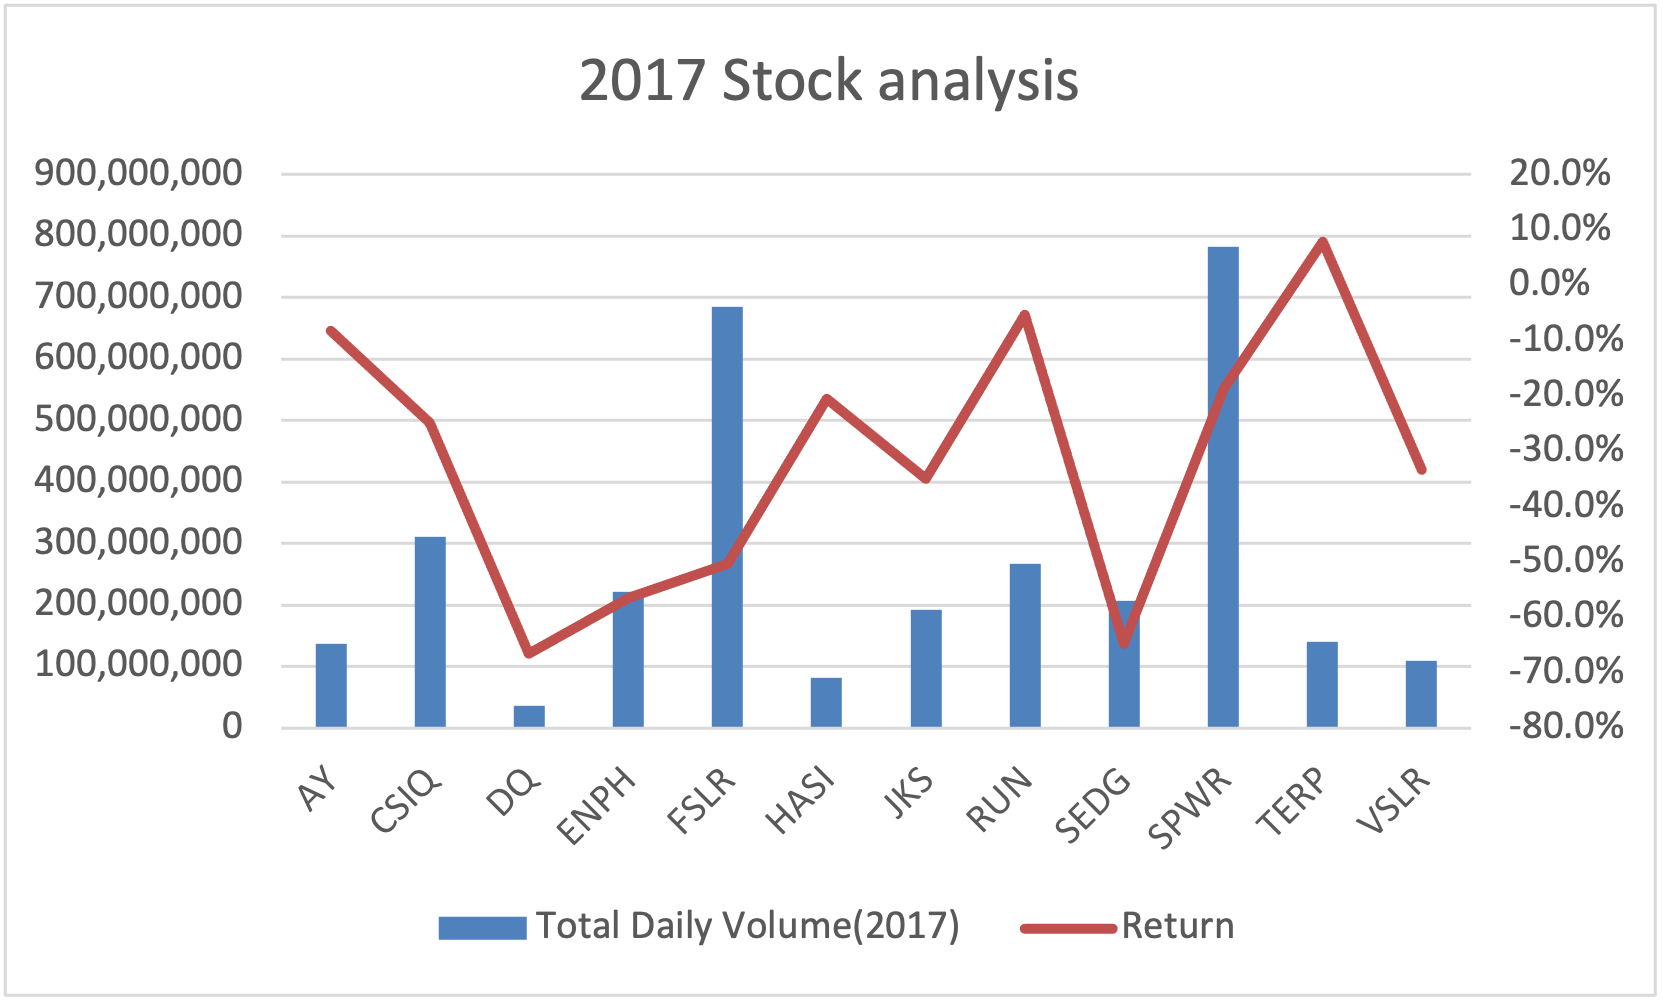 2017 Stock analysis
900,000,000
800,000,000
700,000,000
600,000,000
500,000,000
400,000,000
300,000,000
200,000,000
100,000,000
0
20.0%
10.0%
0.0%
-10.0%
-20.0%
-30.0%
-40.0%
-50.0%
-60.0%
-70.0%
-80.0%
AY
CSIQ
DQ
ENPH
FSLR
HASI
JKS
RUN
SEDG
SPWR
TERP
VSLR
Total Daily Volume(2017)
Return